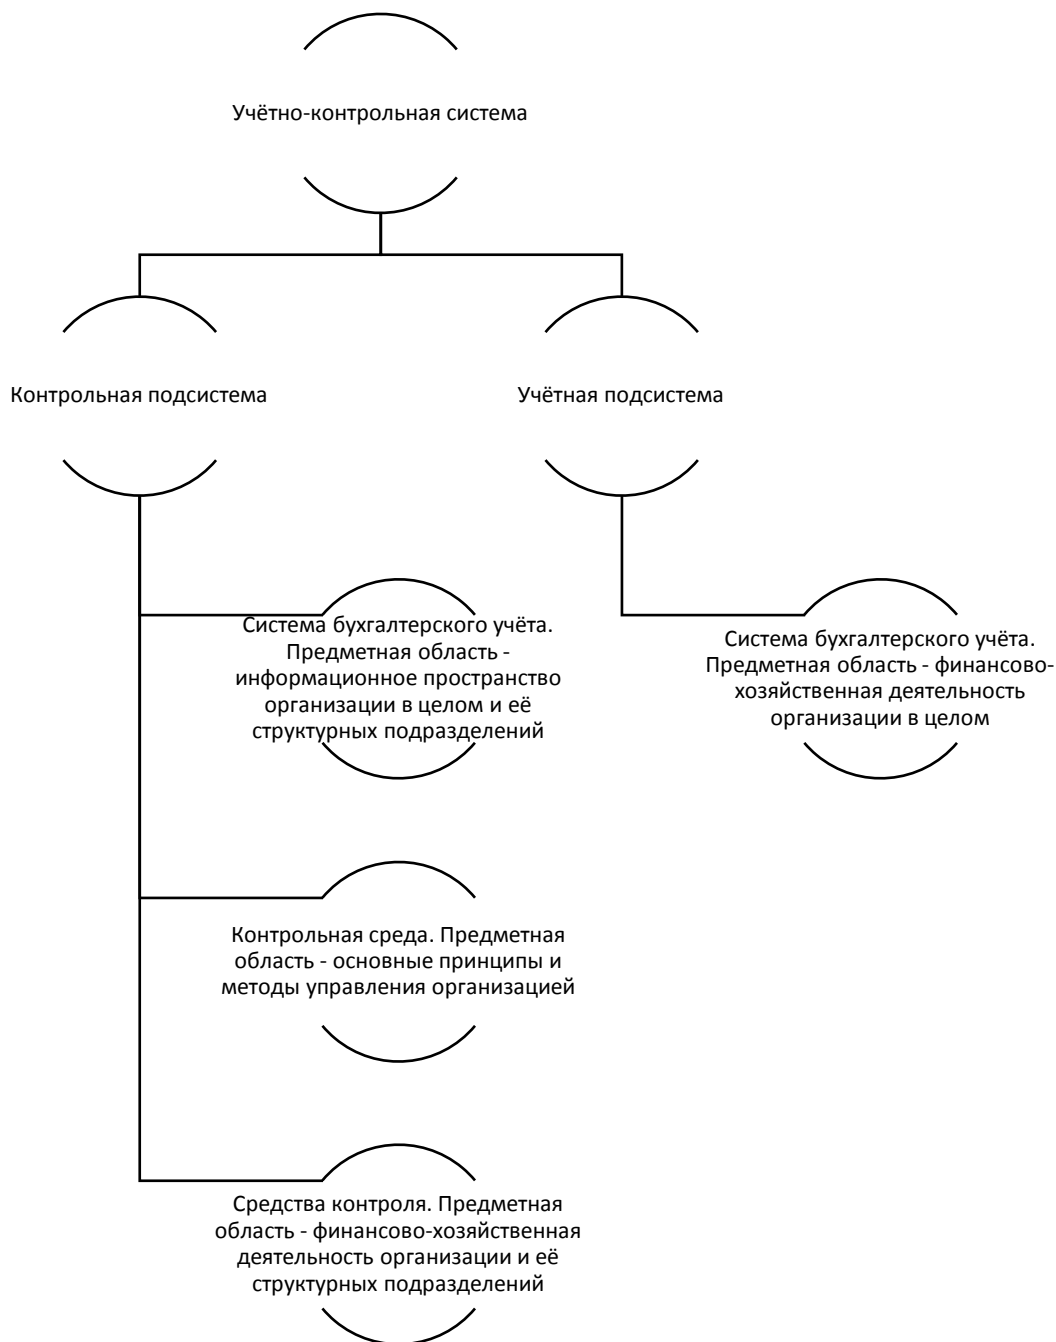 Учётно-контрольная система
Контрольная подсистема
Учётная подсистема
Система бухгалтерского учёта.
Предметная область -
информационное пространство
организации в целом и её
структурных подразделений
Система бухгалтерского учёта.
Предметная область - финансово-
хозяйственная деятельность
организации в целом
Контрольная среда. Предметная
область - основные принципы и
методы управления организацией
Средства контроля. Предметная
область - финансово-хозяйственная
деятельность организации и её
структурных подразделений